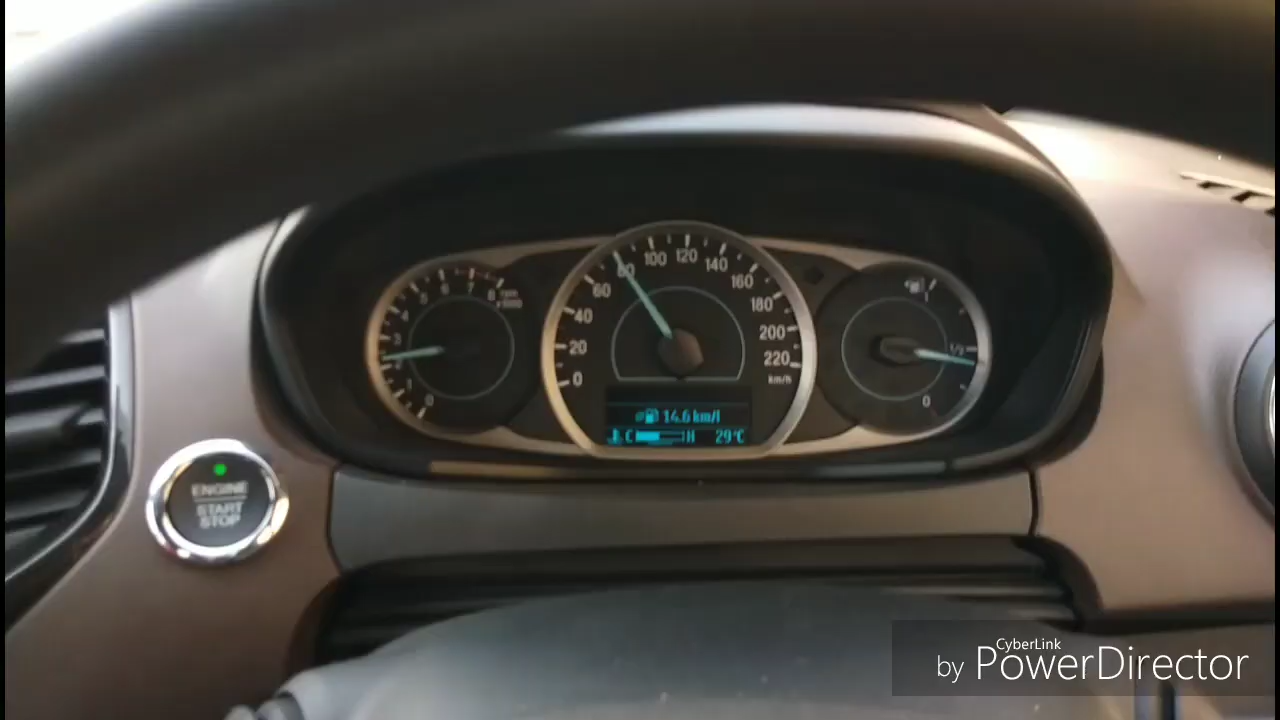 0 1 2 3 4 5 6 7 8
rpm
x1000
0 20 40 60 80 100 120 140 160 180 200 220
km/h
14.6 km/l
C H 29°C
1
1/2
0
ENGINE
START
STOP
CyberLink
by PowerDirector